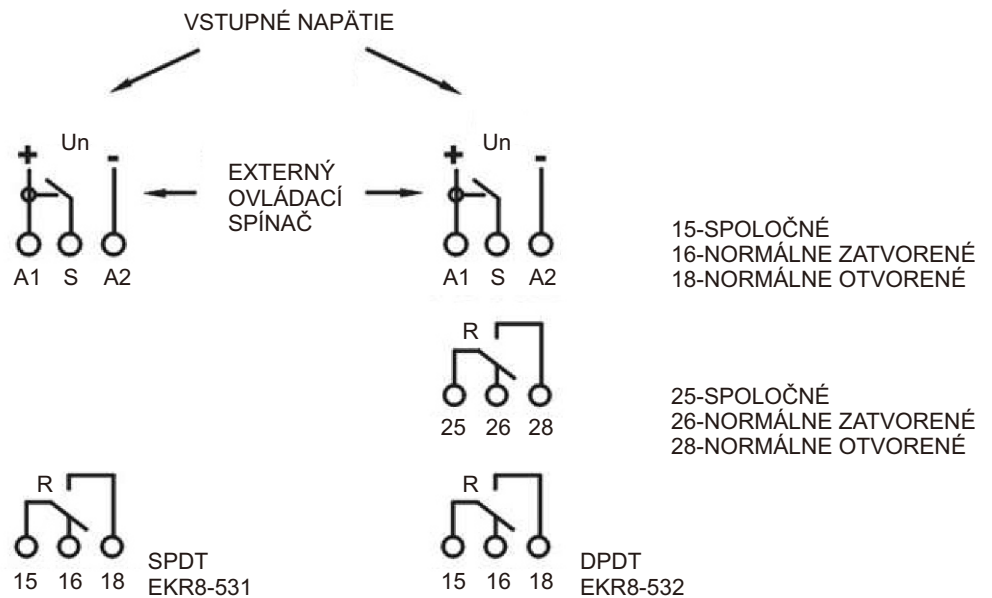 VSTUPNÉ NAPÄTIE
+ Un -
+ Un -
EXTERNÝ
OVLÁDACÍ
SPÍNAČ
A1 S A2
A1 S A2
15-SPOLOČNÉ
16-NORMÁLNE ZATVORENÉ
18-NORMÁLNE OTVORENÉ
R
25 26 28
25-SPOLOČNÉ
26-NORMÁLNE ZATVORENÉ
28-NORMÁLNE OTVORENÉ
R
15 16 18
SPDT
EKR8-531
R
15 16 18
DPDT
EKR8-532